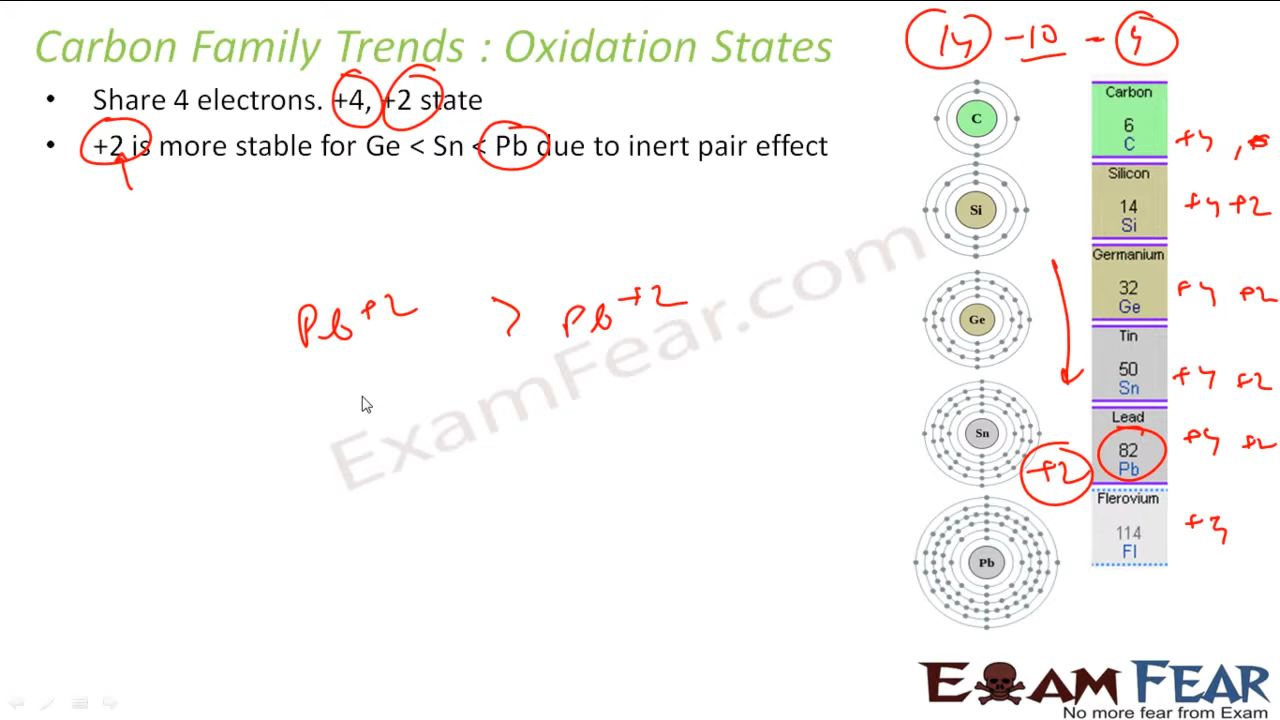 Carbon Family Trends : Oxidation States
14 - 10 - 4
• Share 4 electrons. +4, +2 state
• +2 is more stable for Ge < Sn < Pb due to inert pair effect
Pb+2 > Pb+2
ExamFear.com
C
Si
Ge
Sn
Pb
Carbon
6
C
+4 ,
Silicon
14
Si
+4 +2
Germanium
32
Ge
+4 +2
Tin
50
Sn
+4 +2
Lead
82
Pb
+4 +2
+2
Flerovium
114
Fl
+4
EXAM FEAR
No more fear from Exam